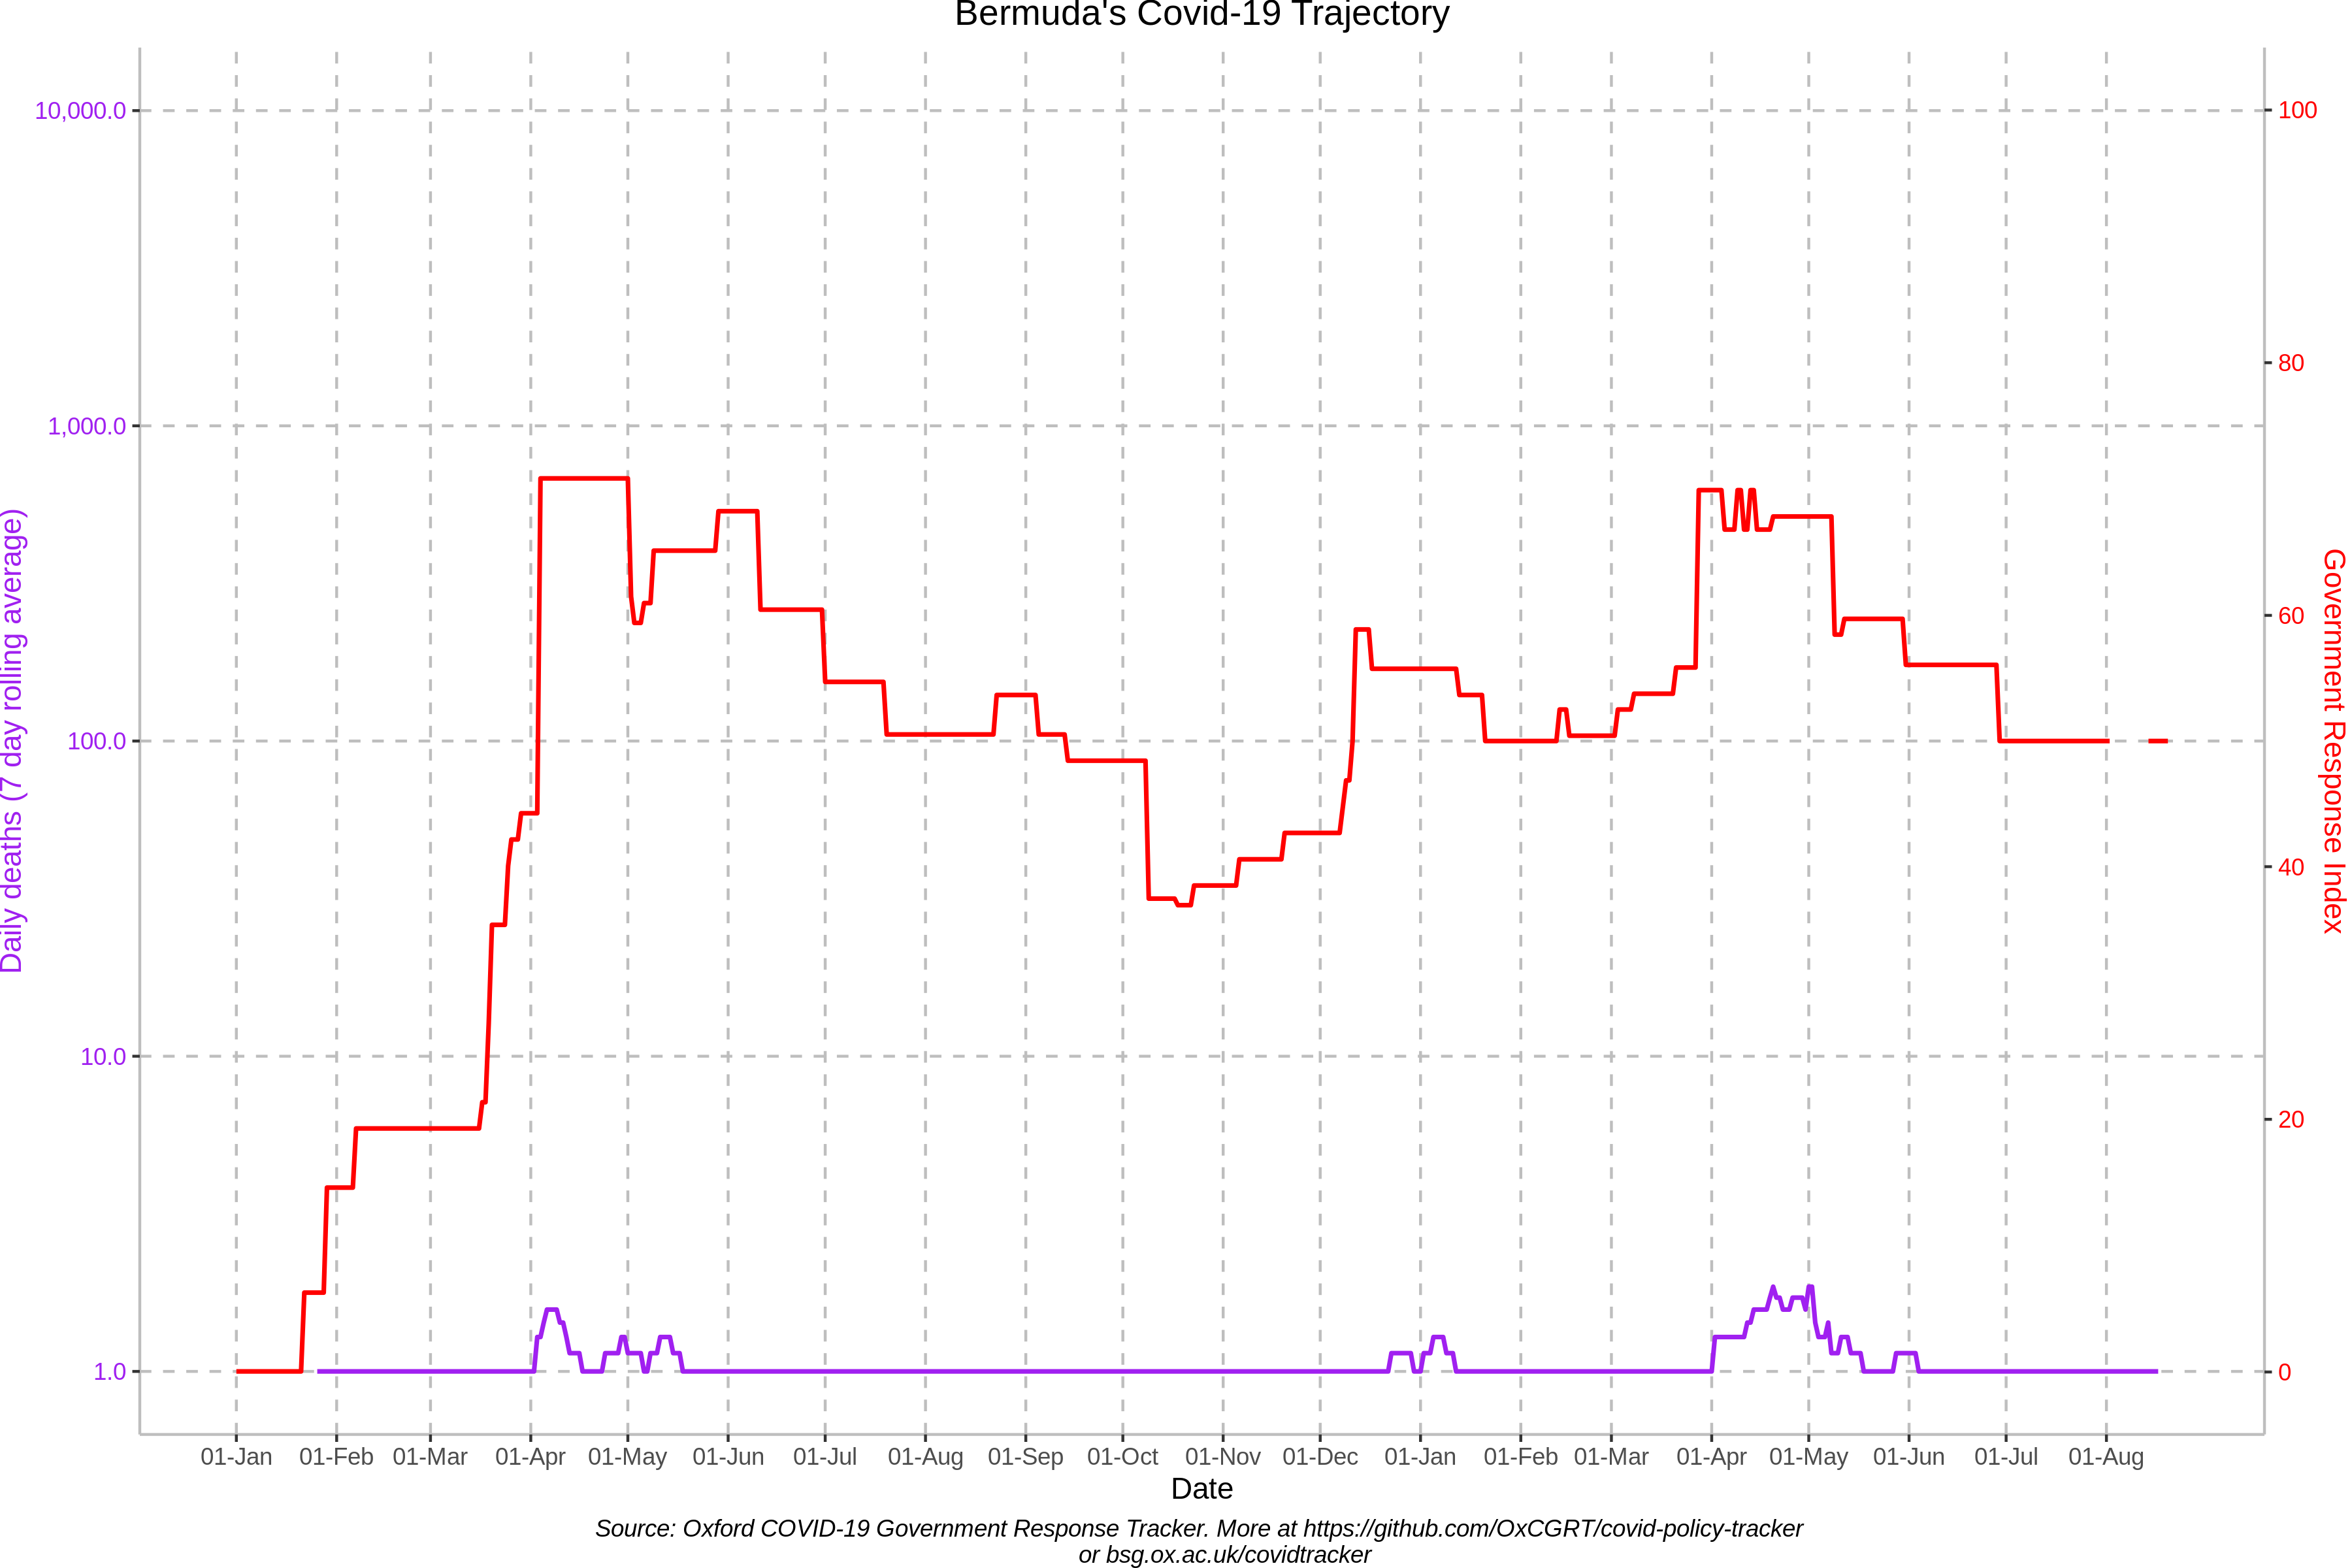 Bermuda's Covid-19 Trajectory
Daily deaths (7 day rolling average)
10,000.0
1,000.0
100.0
10.0
1.0
100
80
60
40
20
0
Government Response Index
01-Jan 01-Feb 01-Mar 01-Apr 01-May 01-Jun 01-Jul 01-Aug 01-Sep 01-Oct 01-Nov 01-Dec 01-Jan 01-Feb 01-Mar 01-Apr 01-May 01-Jun 01-Jul 01-Aug
Date
Source: Oxford COVID-19 Government Response Tracker. More at https://github.com/OxCGRT/covid-policy-tracker
or bsg.ox.ac.uk/covidtracker